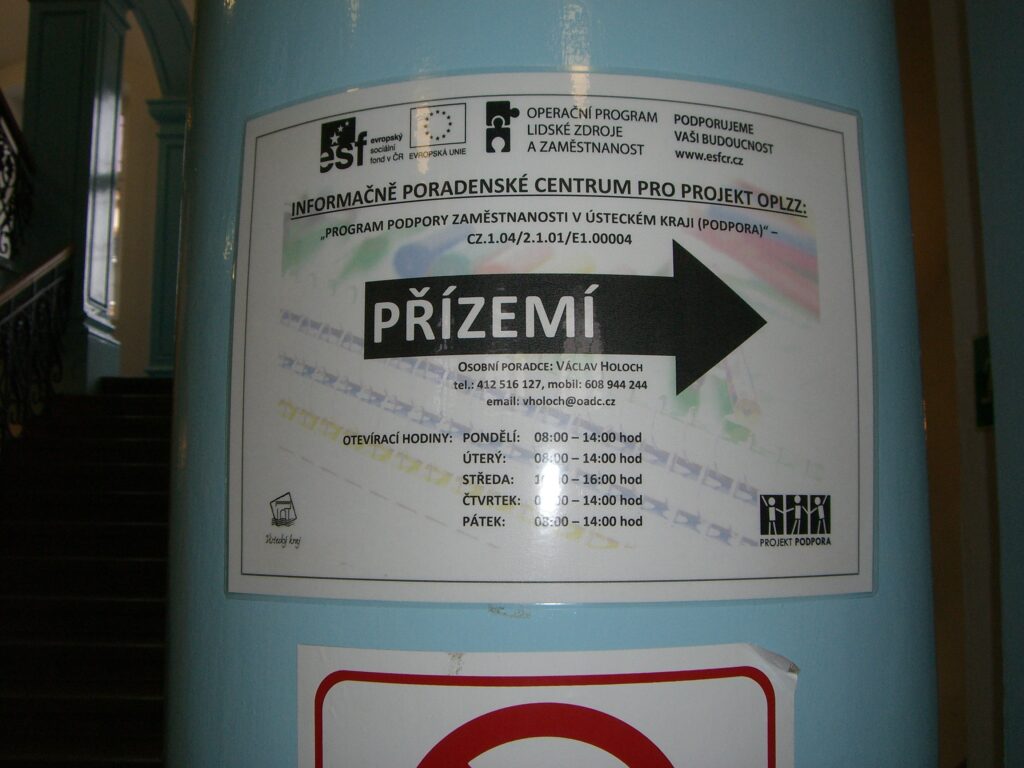 esf evropský sociální fond v ČR
EVROPSKÁ UNIE
OPERAČNÍ PROGRAM
LIDSKÉ ZDROJE
A ZAMĚSTNANOST
PODPORUJEME
VAŠI BUDOUCNOST
www.esfcr.cz
INFORMAČNĚ PORADENSKÉ CENTRUM PRO PROJEKT OPLZZ:
„PROGRAM PODPORY ZAMĚSTNANOSTI V ÚSTECKÉM KRAJI (PODPORA)“ –
CZ.1.04/2.1.01/E1.00004
PŘÍZEMÍ
OSOBNÍ PORADCE: VÁCLAV HOLOCH
tel.: 412 516 127, mobil: 608 944 244
email: vholoch@oadc.cz
OTEVÍRACÍ HODINY: PONDĚLÍ: 08:00 – 14:00 hod
ÚTERÝ: 08:00 – 14:00 hod
STŘEDA: – 16:00 hod
ČTVRTEK: – 14:00 hod
PÁTEK: 08:00 – 14:00 hod
Ústecký kraj
PROJEKT PODPORA